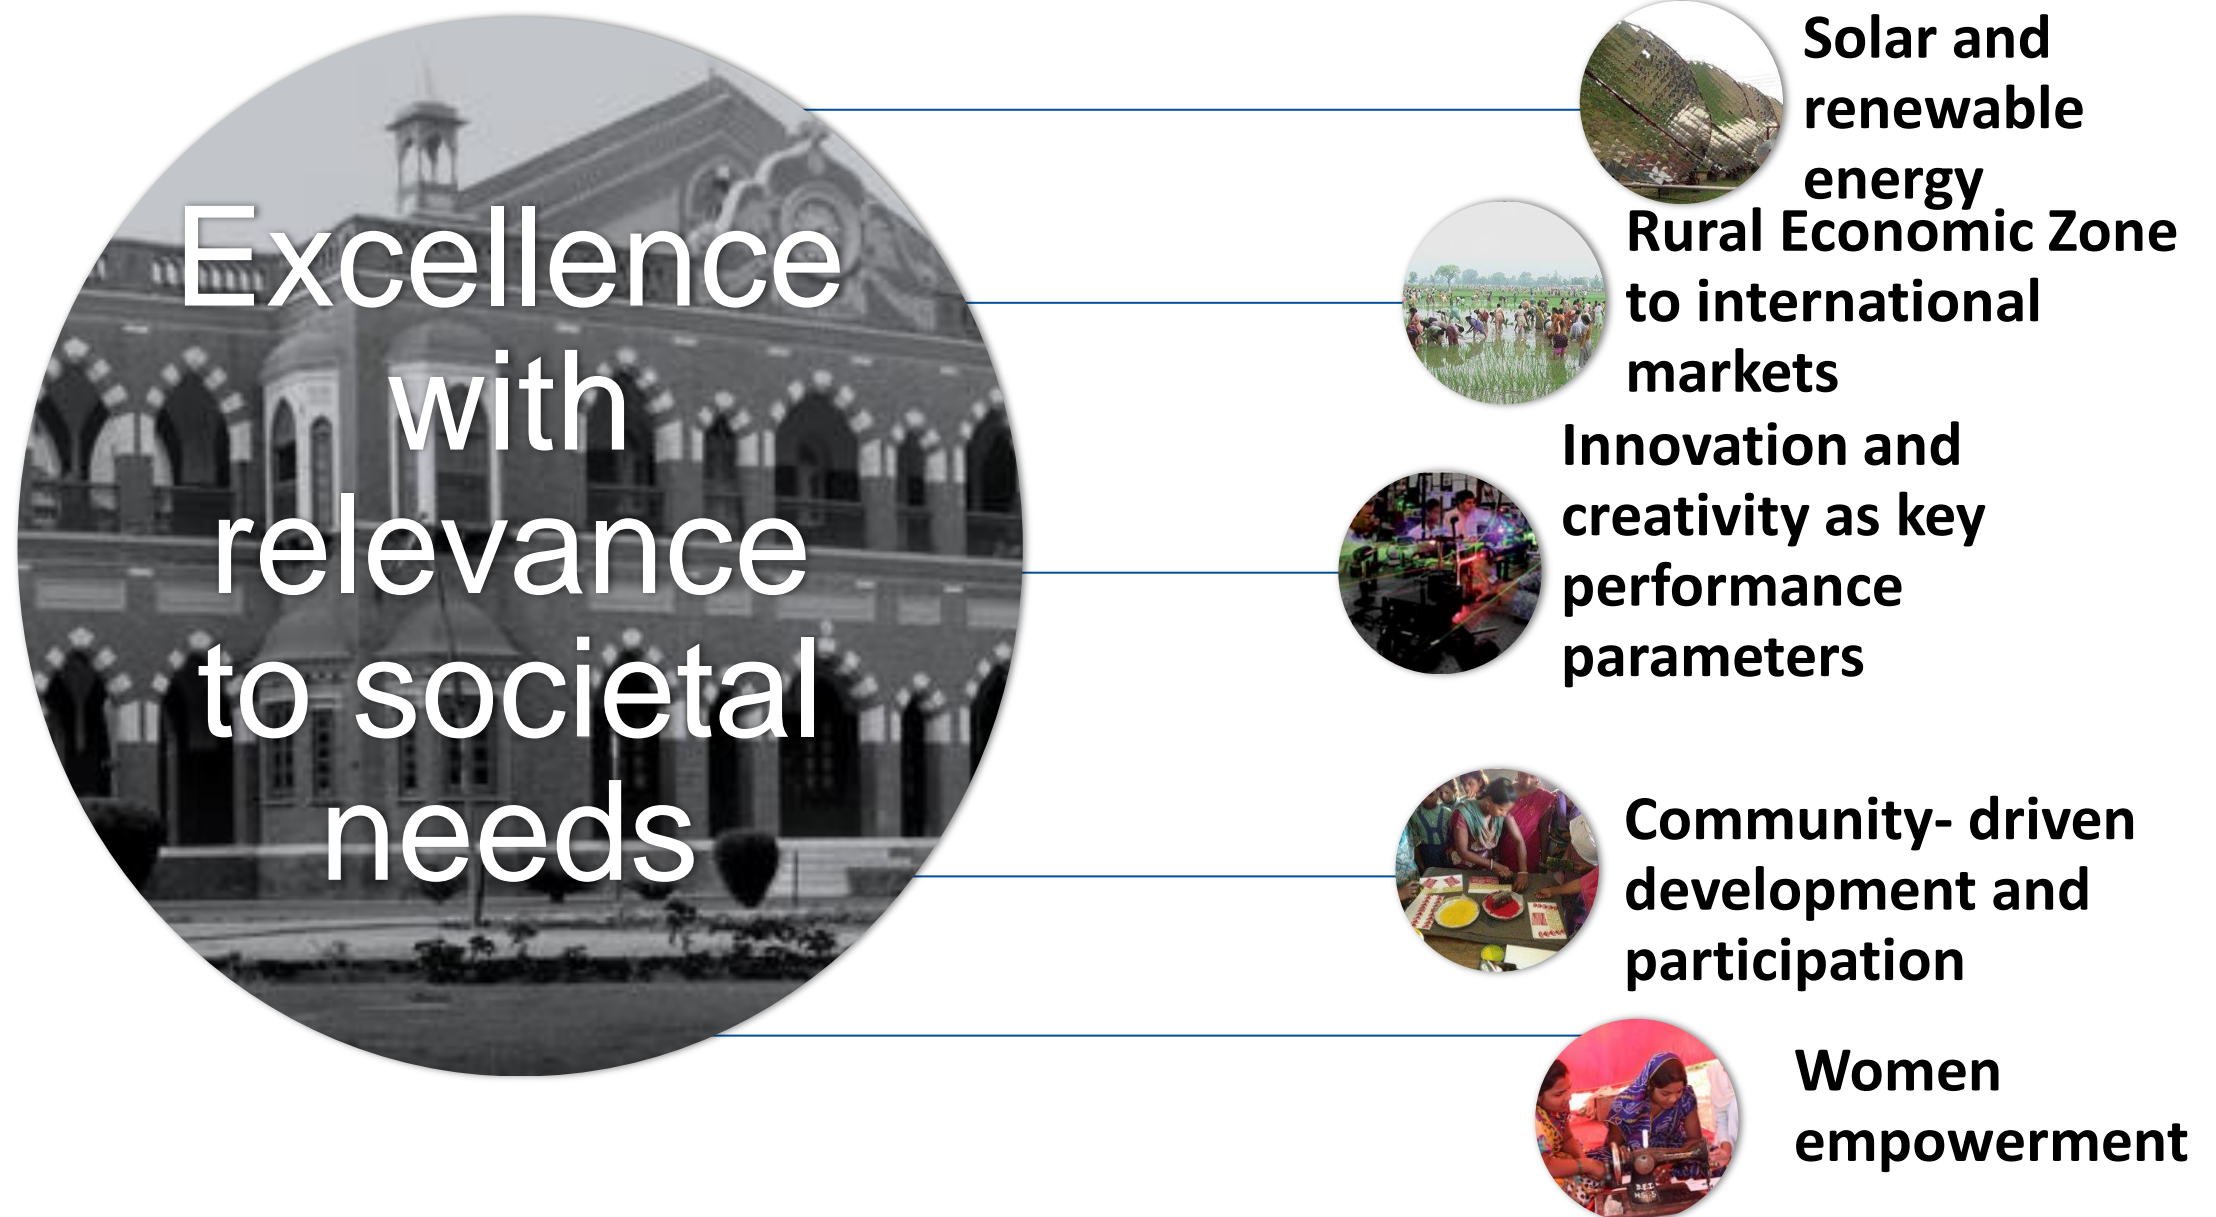 Excellence
with
relevance
to societal
needs
Solar and
renewable
energy
Rural Economic Zone
to international
markets
Innovation and
creativity as key
performance
parameters
Community- driven
development and
participation
Women
empowerment